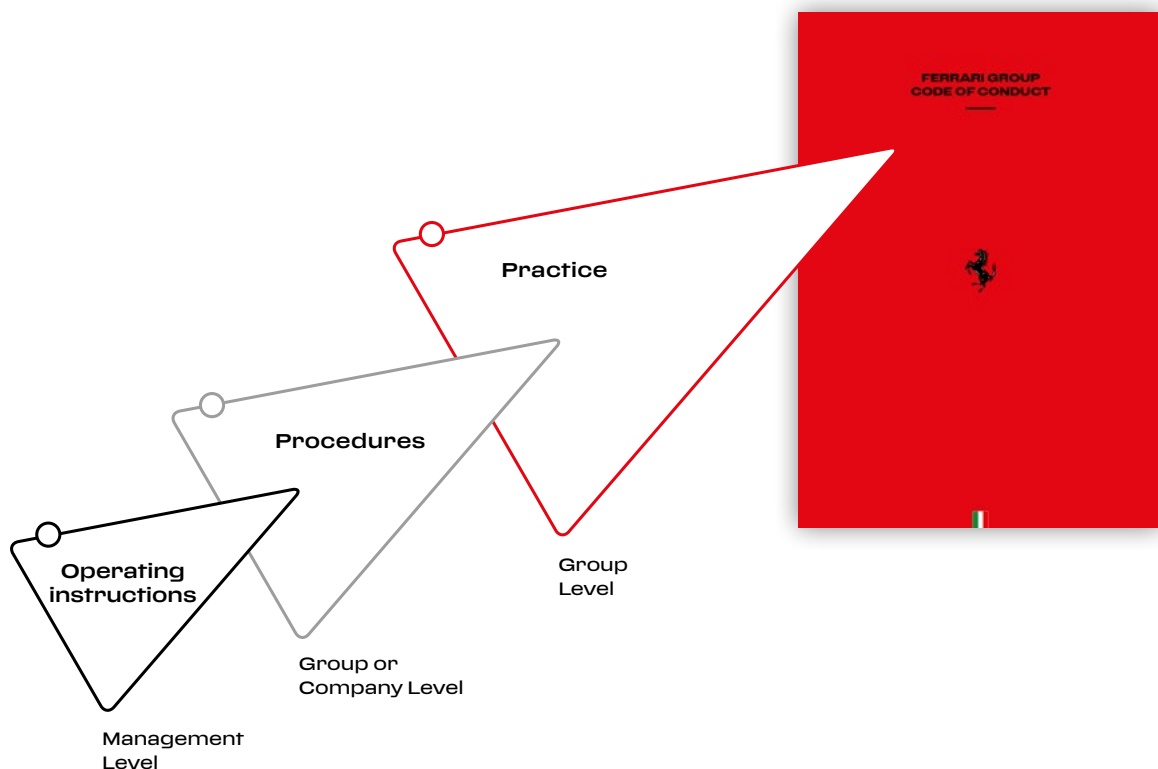 FERRARI GROUP
CODE OF CONDUCT
Practice
Group
Level
Procedures
Group or
Company Level
Operating
instructions
Management
Level